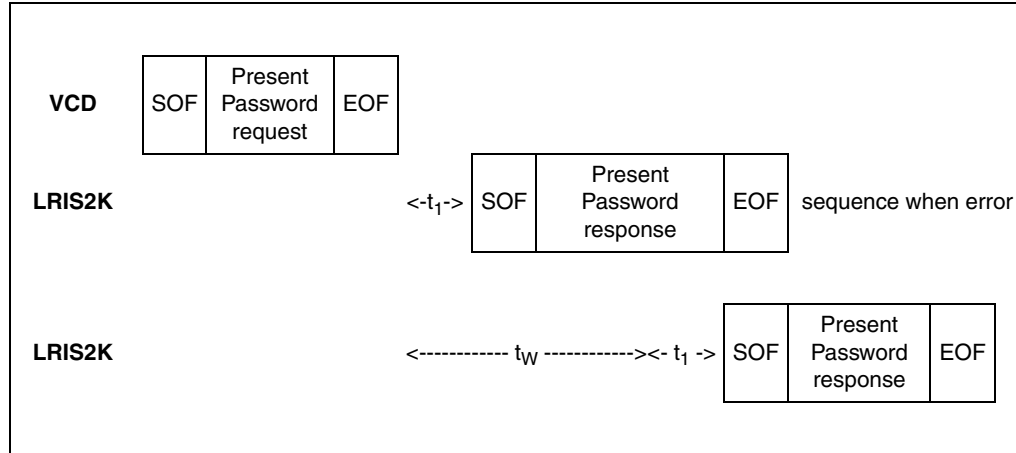 VCD SOF Present Password request EOF
LRIS2K <-t1-> SOF Present Password response EOF sequence when error
LRIS2K <------------ tW ------------><- t1 -> SOF Present Password response EOF